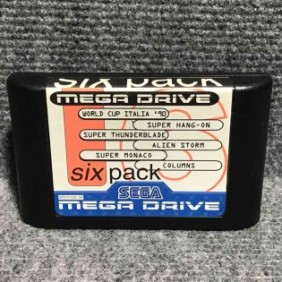 six pack
MEGA DRIVE
WORLD CUP ITALIA '90
SUPER HANG-ON
SUPER THUNDERBLADE
ALIEN STORM
SUPER MONACO
COLUMNS
six pack
SEGA
MEGA DRIVE